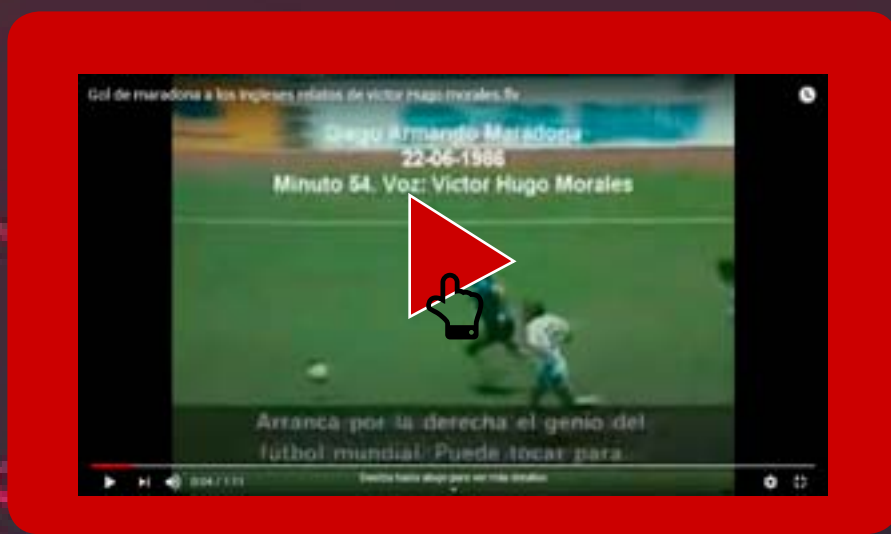 Gol de maradona a los ingleses relatos de victor Hugo morales.flv
Diego Armando Maradona
22-06-1986
Minuto 54. Voz: Victor Hugo Morales
Arranca por la derecha el genio del
fútbol mundial. Puede tocar para...
0:04 / 1:11
Desliza hacia abajo para ver más detalles